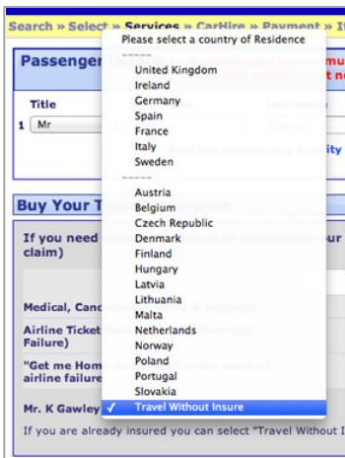 Search » Select » Services » CarHire » Payment » It
Please select a country of Residence
-----
United Kingdom
Ireland
Germany
Spain
France
Italy
Sweden
-----
Austria
Belgium
Czech Republic
Denmark
Finland
Hungary
Latvia
Lithuania
Malta
Netherlands
Norway
Poland
Portugal
Slovakia
✓ Travel Without Insure
Passenger
Title
1 Mr
Buy Your T
If you need
our
claim)
Medical, Canc
Airline Ticket
Failure)
"Get me Hom
airline failure
Mr. K Gawley
If you are already insured you can select "Travel Without I